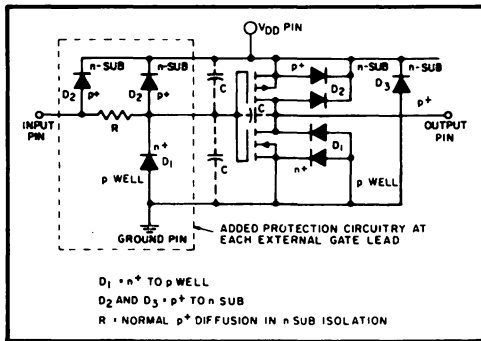 VDD PIN
n-SUB n-SUB p+ n-SUB n-SUB
D2 p+ D2 p+ C D2 D3
p+
INPUT PIN R C OUTPUT PIN
n+
D1 D1
p WELL C n+ p WELL
GROUND PIN
ADDED PROTECTION CIRCUITRY AT
EACH EXTERNAL GATE LEAD
D1 = n+ TO p WELL
D2 AND D3 = p+ TO n SUB
R = NORMAL p+ DIFFUSION IN n SUB ISOLATION